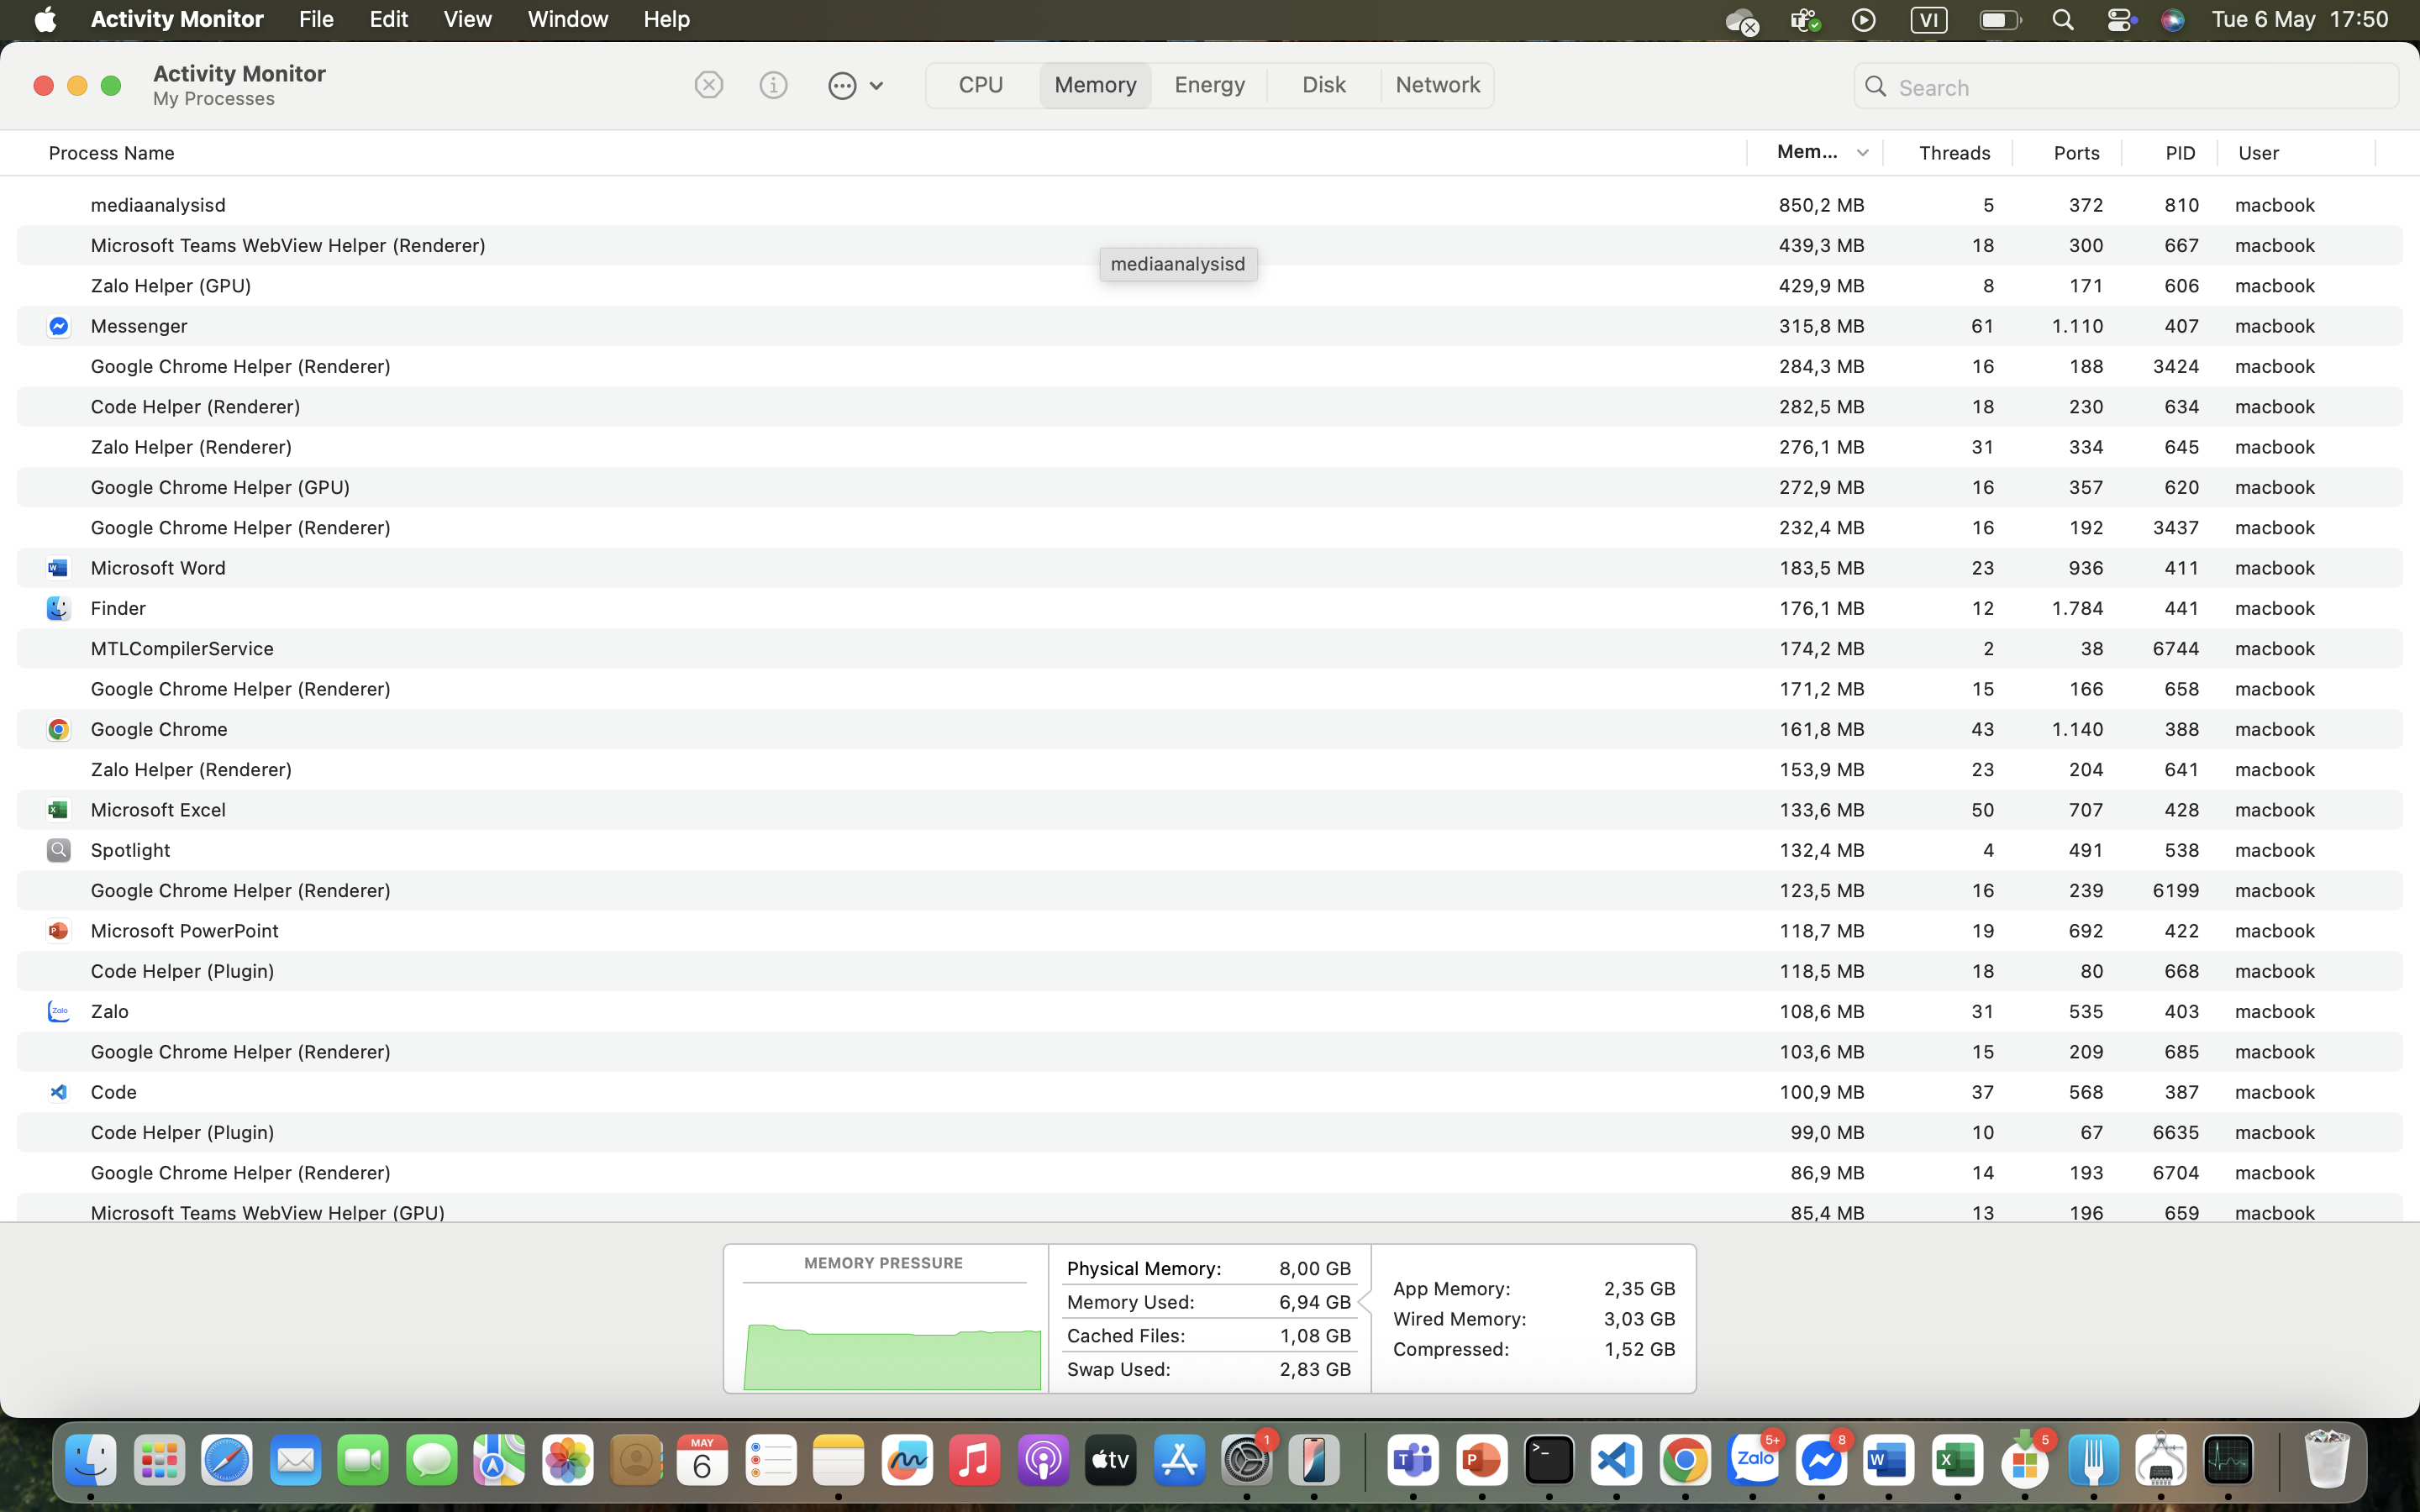 Activity Monitor File Edit View Window Help VI Tue 6 May 17:50
Activity Monitor
My Processes
CPU Memory Energy Disk Network
Search
Process Name Mem... Threads Ports PID User
mediaanalysisd 850,2 MB 5 372 810 macbook
Microsoft Teams WebView Helper (Renderer) 439,3 MB 18 300 667 macbook
mediaanalysisd
Zalo Helper (GPU) 429,9 MB 8 171 606 macbook
Messenger 315,8 MB 61 1.110 407 macbook
Google Chrome Helper (Renderer) 284,3 MB 16 188 3424 macbook
Code Helper (Renderer) 282,5 MB 18 230 634 macbook
Zalo Helper (Renderer) 276,1 MB 31 334 645 macbook
Google Chrome Helper (GPU) 272,9 MB 16 357 620 macbook
Google Chrome Helper (Renderer) 232,4 MB 16 192 3437 macbook
Microsoft Word 183,5 MB 23 936 411 macbook
Finder 176,1 MB 12 1.784 441 macbook
MTLCompilerService 174,2 MB 2 38 6744 macbook
Google Chrome Helper (Renderer) 171,2 MB 15 166 658 macbook
Google Chrome 161,8 MB 43 1.140 388 macbook
Zalo Helper (Renderer) 153,9 MB 23 204 641 macbook
Microsoft Excel 133,6 MB 50 707 428 macbook
Spotlight 132,4 MB 4 491 538 macbook
Google Chrome Helper (Renderer) 123,5 MB 16 239 6199 macbook
Microsoft PowerPoint 118,7 MB 19 692 422 macbook
Code Helper (Plugin) 118,5 MB 18 80 668 macbook
Zalo 108,6 MB 31 535 403 macbook
Google Chrome Helper (Renderer) 103,6 MB 15 209 685 macbook
Code 100,9 MB 37 568 387 macbook
Code Helper (Plugin) 99,0 MB 10 67 6635 macbook
Google Chrome Helper (Renderer) 86,9 MB 14 193 6704 macbook
Microsoft Teams WebView Helper (GPU) 85,4 MB 13 196 659 macbook
MEMORY PRESSURE
Physical Memory: 8,00 GB
Memory Used: 6,94 GB
Cached Files: 1,08 GB
Swap Used: 2,83 GB
App Memory: 2,35 GB
Wired Memory: 3,03 GB
Compressed: 1,52 GB
MAY
6
tv
1
Zalo
5+
8
5